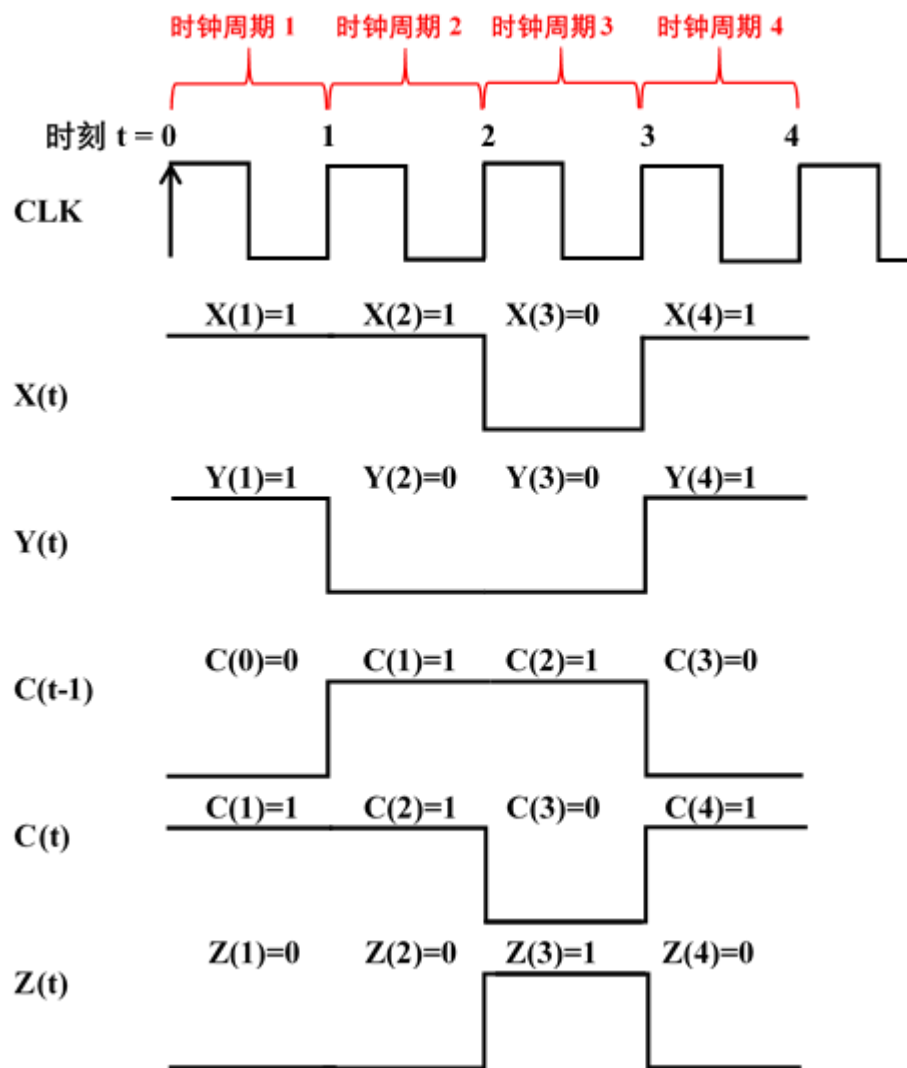 时钟周期 1 时钟周期 2 时钟周期 3 时钟周期 4
时刻 t = 0 1 2 3 4
CLK
X(1)=1 X(2)=1 X(3)=0 X(4)=1
X(t)
Y(1)=1 Y(2)=0 Y(3)=0 Y(4)=1
Y(t)
C(0)=0 C(1)=1 C(2)=1 C(3)=0
C(t-1)
C(1)=1 C(2)=1 C(3)=0 C(4)=1
C(t)
Z(1)=0 Z(2)=0 Z(3)=1 Z(4)=0
Z(t)